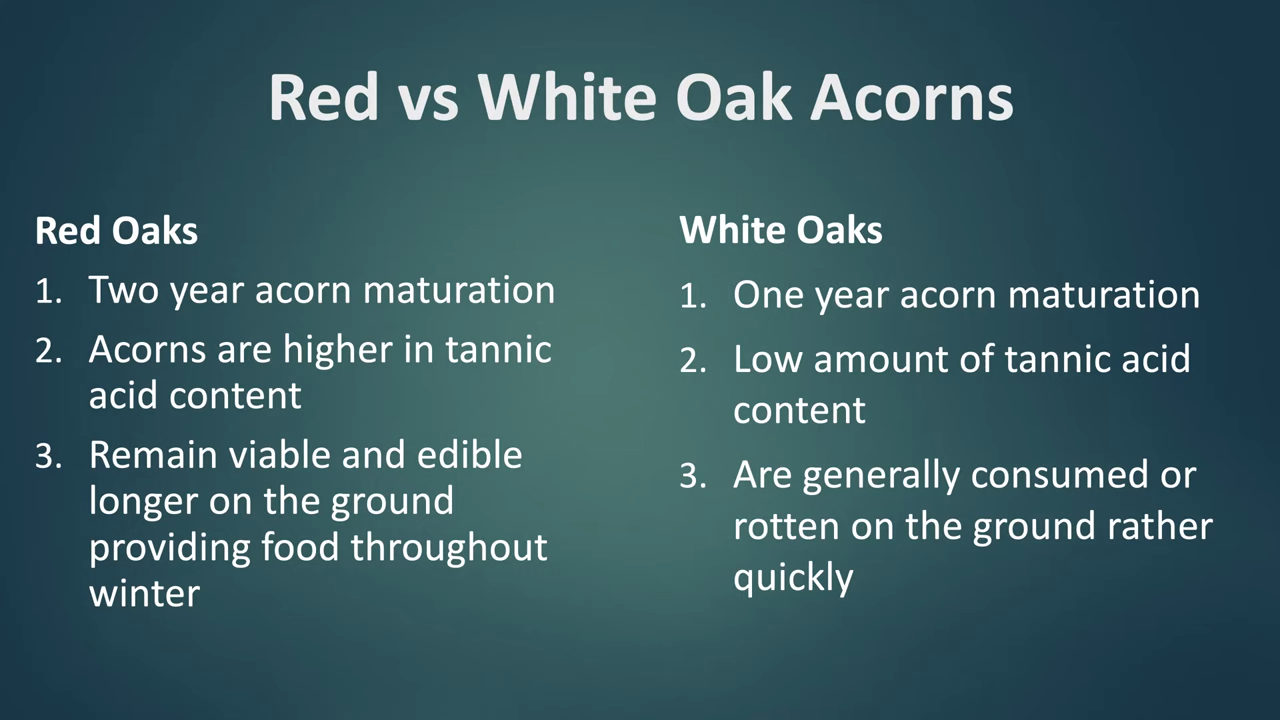 Red vs White Oak Acorns
Red Oaks
1. Two year acorn maturation
2. Acorns are higher in tannic
acid content
3. Remain viable and edible
longer on the ground
providing food throughout
winter
White Oaks
1. One year acorn maturation
2. Low amount of tannic acid
content
3. Are generally consumed or
rotten on the ground rather
quickly